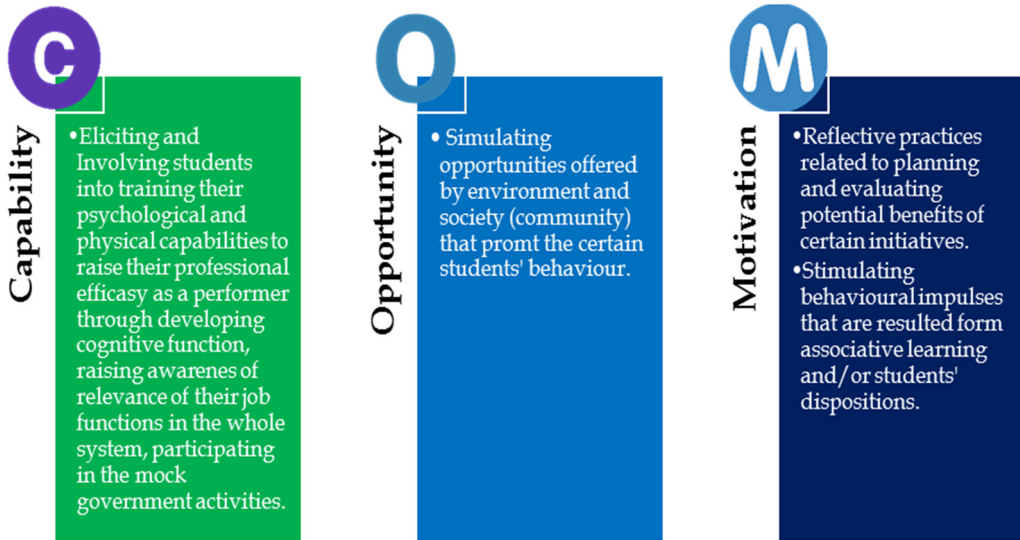 C
Capability
•Eliciting and
Involving students
into training their
psychological and
physical capabilities to
raise their professional
efficasy as a performer
through developing
cognitive function,
raising awarenes of
relevance of their job
functions in the whole
system, participating
in the mock
government activities.
O
Opportunity
• Simulating
opportunities offered
by environment and
society (community)
that promt the certain
students' behaviour.
M
Motivation
•Reflective practices
related to planning
and evaluating
potential benefits of
certain initiatives.
•Stimulating
behavioural impulses
that are resulted form
associative learning
and/or students'
dispositions.